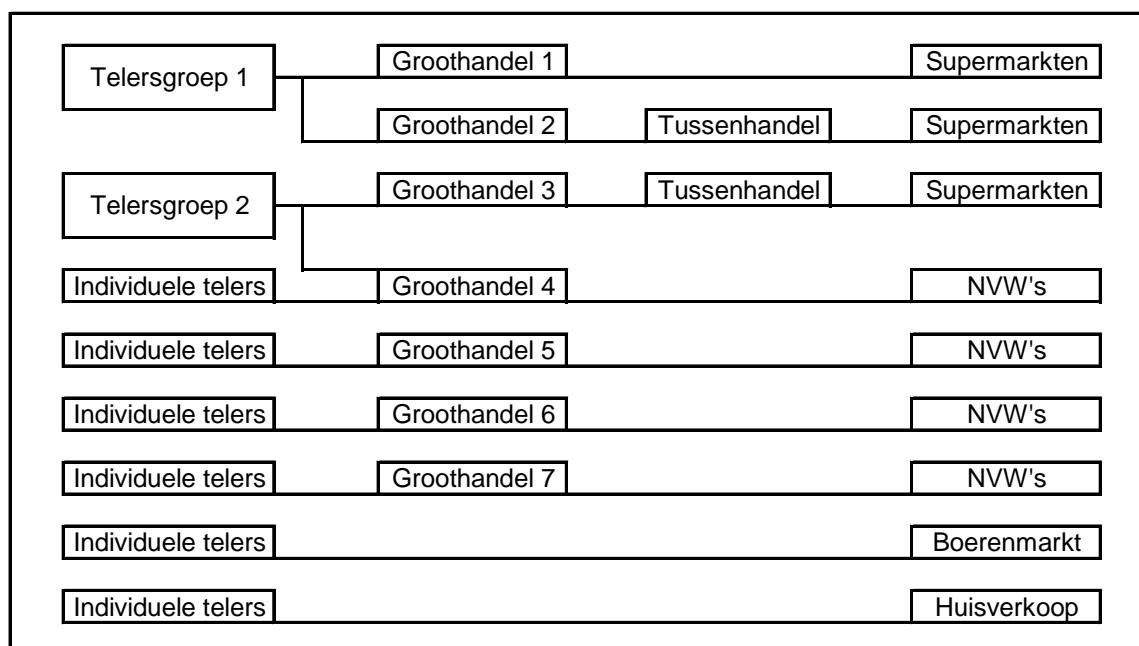 Telersgroep 1
Groothandel 1
Supermarkten
Groothandel 2
Tussenhandel
Supermarkten
Telersgroep 2
Groothandel 3
Tussenhandel
Supermarkten
Individuele telers
Groothandel 4
NVW's
Individuele telers
Groothandel 5
NVW's
Individuele telers
Groothandel 6
NVW's
Individuele telers
Groothandel 7
NVW's
Individuele telers
Boerenmarkt
Individuele telers
Huisverkoop